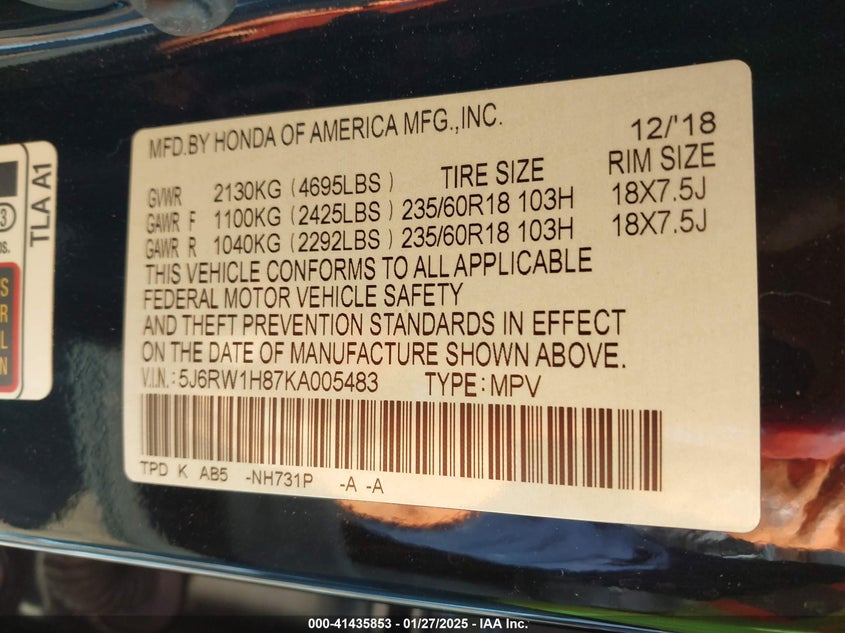 MFD.BY HONDA OF AMERICA MFG.,INC. 12/'18
GVWR 2130KG (4695LBS) TIRE SIZE RIM SIZE
GAWR F 1100KG (2425LBS) 235/60R18 103H 18X7.5J
GAWR R 1040KG (2292LBS) 235/60R18 103H 18X7.5J
THIS VEHICLE CONFORMS TO ALL APPLICABLE
FEDERAL MOTOR VEHICLE SAFETY
AND THEFT PREVENTION STANDARDS IN EFFECT
ON THE DATE OF MANUFACTURE SHOWN ABOVE.
V.I.N.: 5J6RW1H87KA005483 TYPE: MPV
TPD K AB5 -NH731P -A -A
TLA A1
000-41435853 - 01/27/2025 - IAA Inc.